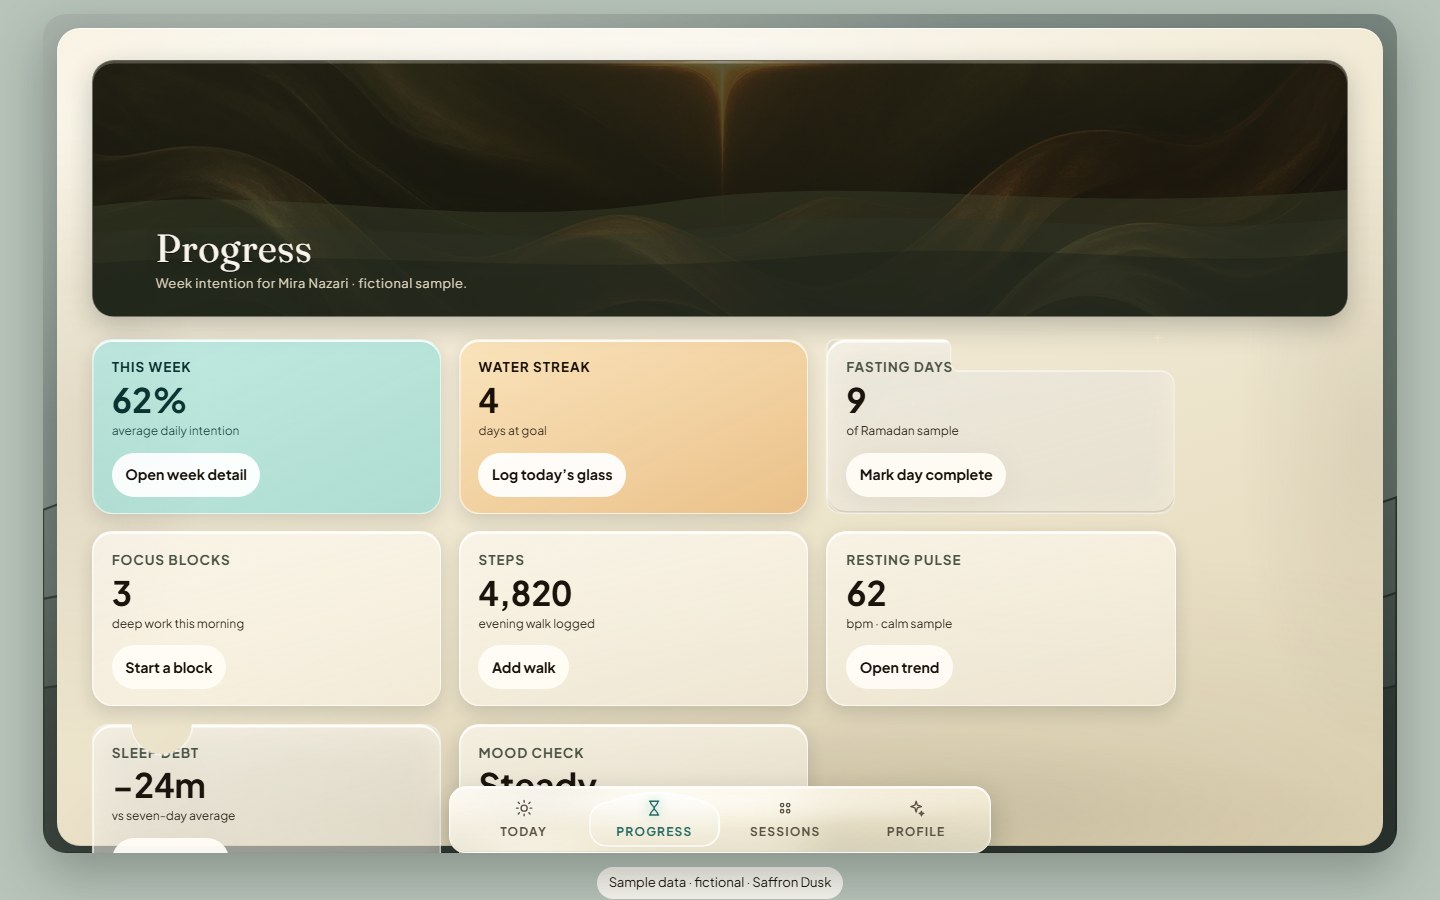 Progress
Week intention for Mira Nazari · fictional sample.
THIS WEEK
62%
average daily intention
Open week detail
WATER STREAK
4
days at goal
Log today’s glass
FASTING DAYS
9
of Ramadan sample
Mark day complete
FOCUS BLOCKS
3
deep work this morning
Start a block
STEPS
4,820
evening walk logged
Add walk
RESTING PULSE
62
bpm · calm sample
Open trend
SLEEP DEBT
−24m
vs seven-day average
MOOD CHECK
Steady
TODAY
PROGRESS
SESSIONS
PROFILE
Sample data · fictional · Saffron Dusk